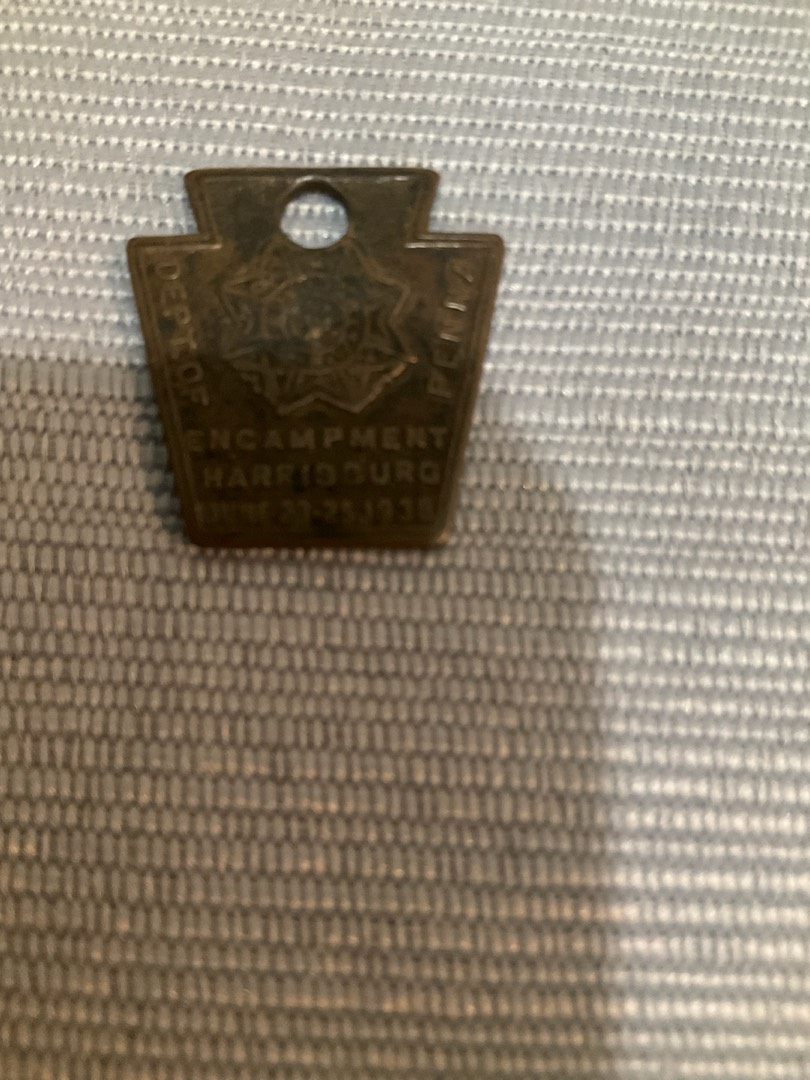 DEPT. OF
PENNA
ENCAMPMENT
HARRISBURG
JUNE